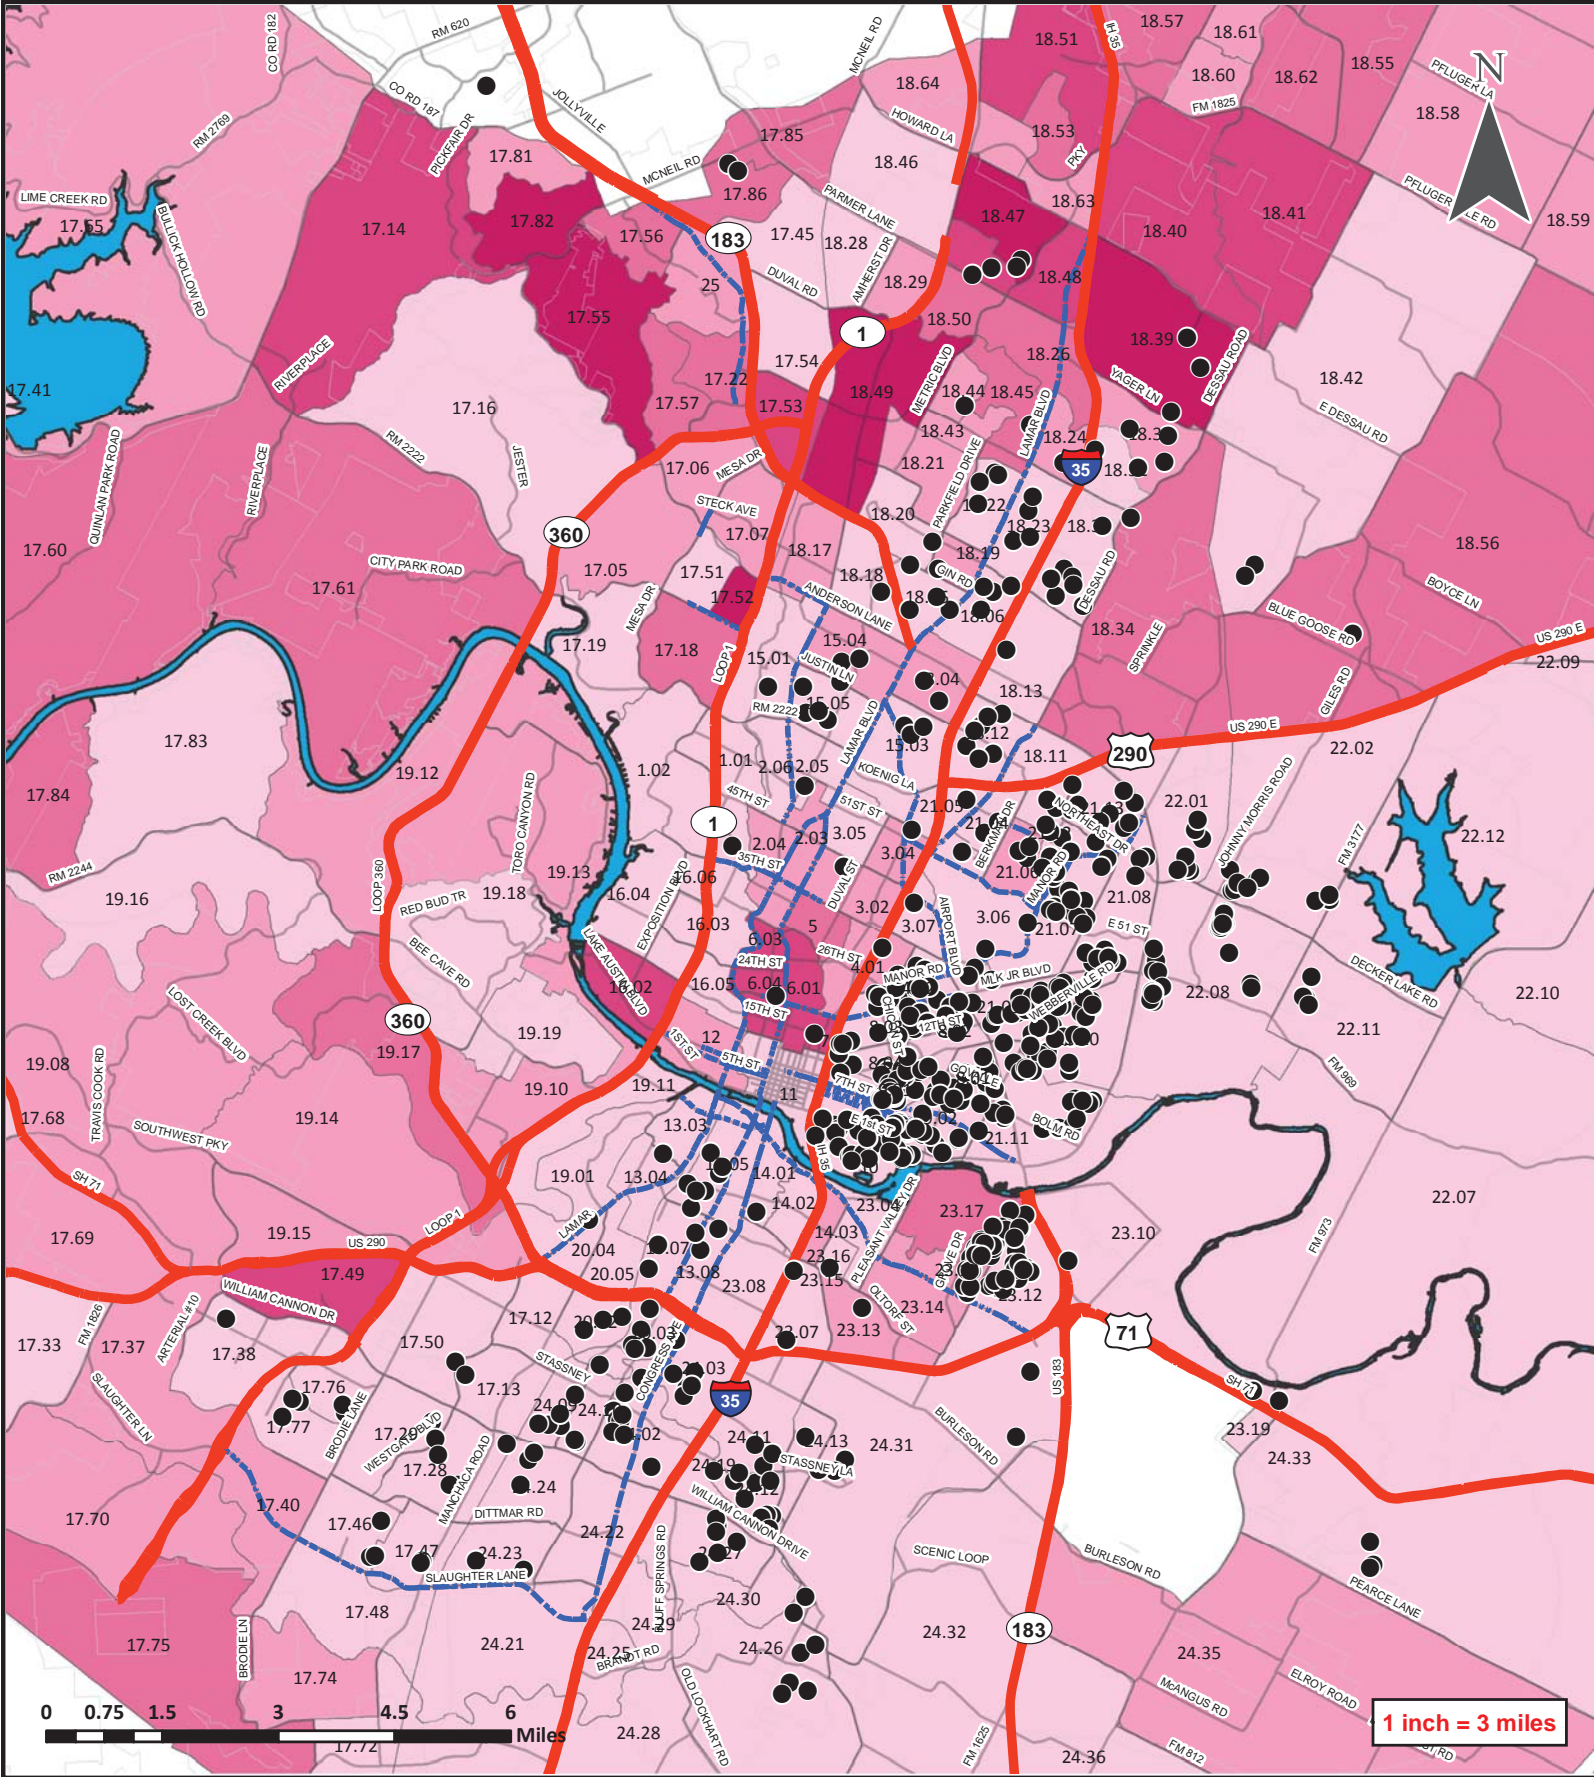 CO RD 182
RM 620
MCNEIL RD
IH 35
18.57
18.61
18.51
18.55
18.60
18.62
N
PFLUGER LA
CO RD 187
JOLLYVILLE
18.64
FM 1825
18.58
RM 2769
PICKFAIR DR
HOWARD LA
18.53
17.85
17.81
MCNEIL RD
18.46
PKY
LIME CREEK RD
17.86
PARMER LANE
18.63
18.59
17.14
17.82
17.56
183
17.45
18.28
18.47
18.40
18.41
BULLICK HOLLOW RD
AMHERST DR
25
DUVAL RD
18.29
18.48
17.55
1
18.50
18.39
DESSAU ROAD
RIVERPLACE
17.54
18.26
METRIC BLVD
YAGER LN
18.42
17.41
17.22
18.49
18.44
18.45
17.16
17.57
17.53
LAMAR BLVD
E DESSAU RD
18.43
18.24
QUINLAN PARK ROAD
RIVERPLACE
RM 2222
JESTER
17.06
MESA DR
18.21
35
PARKFIELD DRIVE
STECK AVE
18.20
360
17.07
18.23
17.60
18.17
18.19
18.56
CITY PARK ROAD
17.61
17.05
17.51
18.18
GIN RD
DESSAU RD
BOYCE LN
MESA DR
17.52
ANDERSON LANE
18.06
BLUE GOOSE RD
17.19
17.18
15.04
18.34
SPRINKLE
US 290 E
LOOP 1
15.01
JUSTIN LN
22.09
18.13
GILES RD
RM 2222
15.05
LAMAR BLVD
US 290 E
17.83
15.03
290
22.02
1.02
1.01
2.06
2.05
KOENIG LA
18.11
19.12
17.84
TORO CANYON RD
45TH ST
51ST ST
21.05
22.01
JOHNNY MORRIS ROAD
1
2.04
2.03
3.05
21.04
BERKMAN DR
NORTHEAST DR
22.12
FM 3177
RM 2244
LOOP 360
35TH ST
3.04
19.16
19.13
16.06
DUVAL ST
21.06
MANOR RD
RED BUD TR
19.18
16.04
EXPOSITION BLVD
21.08
16.03
3.02
3.07
AIRPORT BLVD
3.06
21.07
E 51 ST
BEE CAVE RD
LAKE AUSTIN BLVD
6.03
5
26TH ST
24TH ST
4.01
MANOR RD
MLK JR BLVD
WEBBERVILLE RD
DECKER LAKE RD
LOST CREEK BLVD
16.02
16.05
6.04
6.01
22.08
22.10
360
15TH ST
CHICON ST
12TH ST
22.11
19.19
1ST ST
12
19.08
19.17
5TH ST
FM 969
TRAVIS COOK RD
19.10
19.11
11
7TH ST
17.68
19.14
SOUTHWEST PKY
13.03
E 1st ST
BOLM RD
21.11
IH 35
SH 71
19.01
13.04
14.01
22.07
14.02
23.04
PLEASANT VALLEY DR
23.17
LOOP 1
LAMAR
14.03
23.10
17.69
19.15
US 290
20.04
23.16
GROVE DR
FM 973
17.49
20.05
13.08
23.08
23.15
23.12
WILLIAM CANNON DR
OLTORF ST
23.14
FM 1826
ARTERIAL #10
17.12
23.13
71
17.33
17.37
17.38
17.50
STASSNEY
CONGRESS AVE
SLAUGHTER LN
17.76
17.13
35
US 183
SH 71
17.77
BRODIE LANE
WESTGATE BLVD
BURLESON RD
23.19
24.11
24.13
24.31
17.28
MANCHACA ROAD
STASSNEY LA
24.33
17.40
17.70
17.46
DITTMAR RD
WILLIAM CANNON DRIVE
24.22
17.47
24.23
SLAUGHTER LANE
BLUFF SPRINGS RD
SCENIC LOOP
BURLESON RD
PEARCE LANE
17.48
24.30
24.29
183
17.75
24.21
24.25
BRANDT RD
24.26
24.32
24.35
BRODIE LN
17.74
OLD LOCKHART RD
McANGUS RD
ELROY ROAD
0 0.75 1.5 3 4.5 6
Miles
24.28
FM 1625
FM 812
1 inch = 3 miles
17.72
24.36